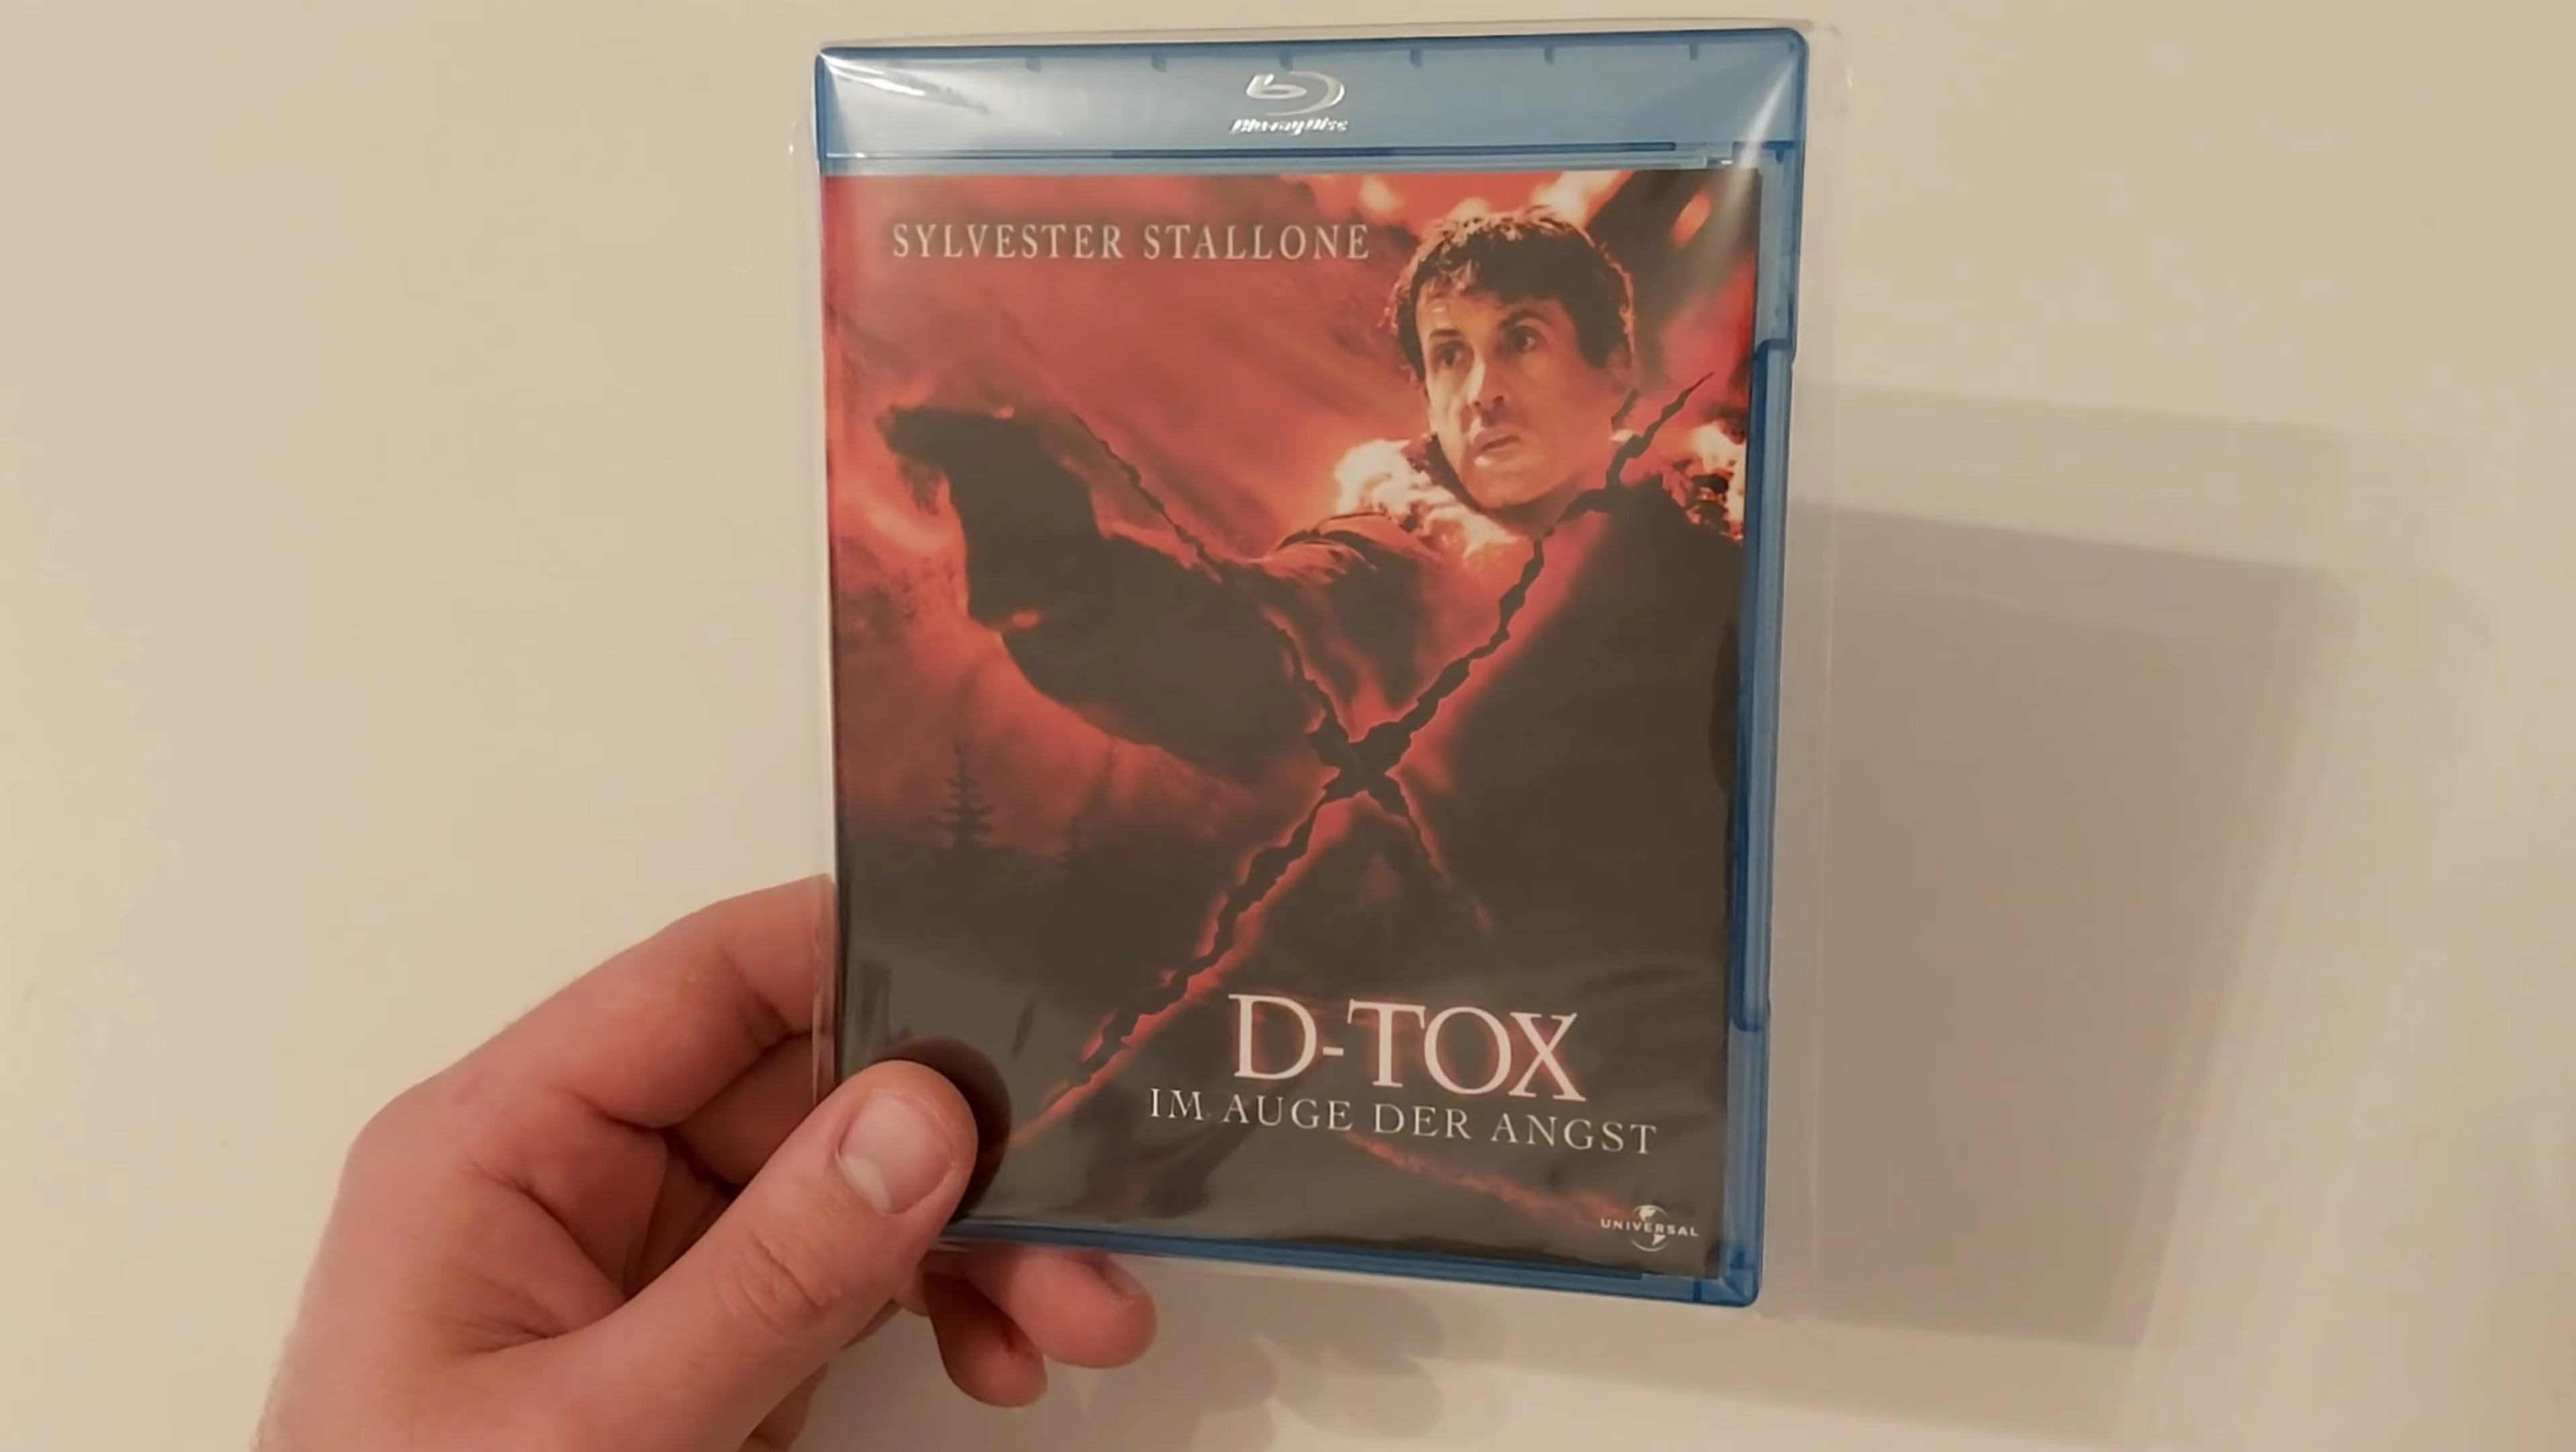 Blu-ray Disc
SYLVESTER STALLONE
D-TOX
IM AUGE DER ANGST
UNIVERSAL